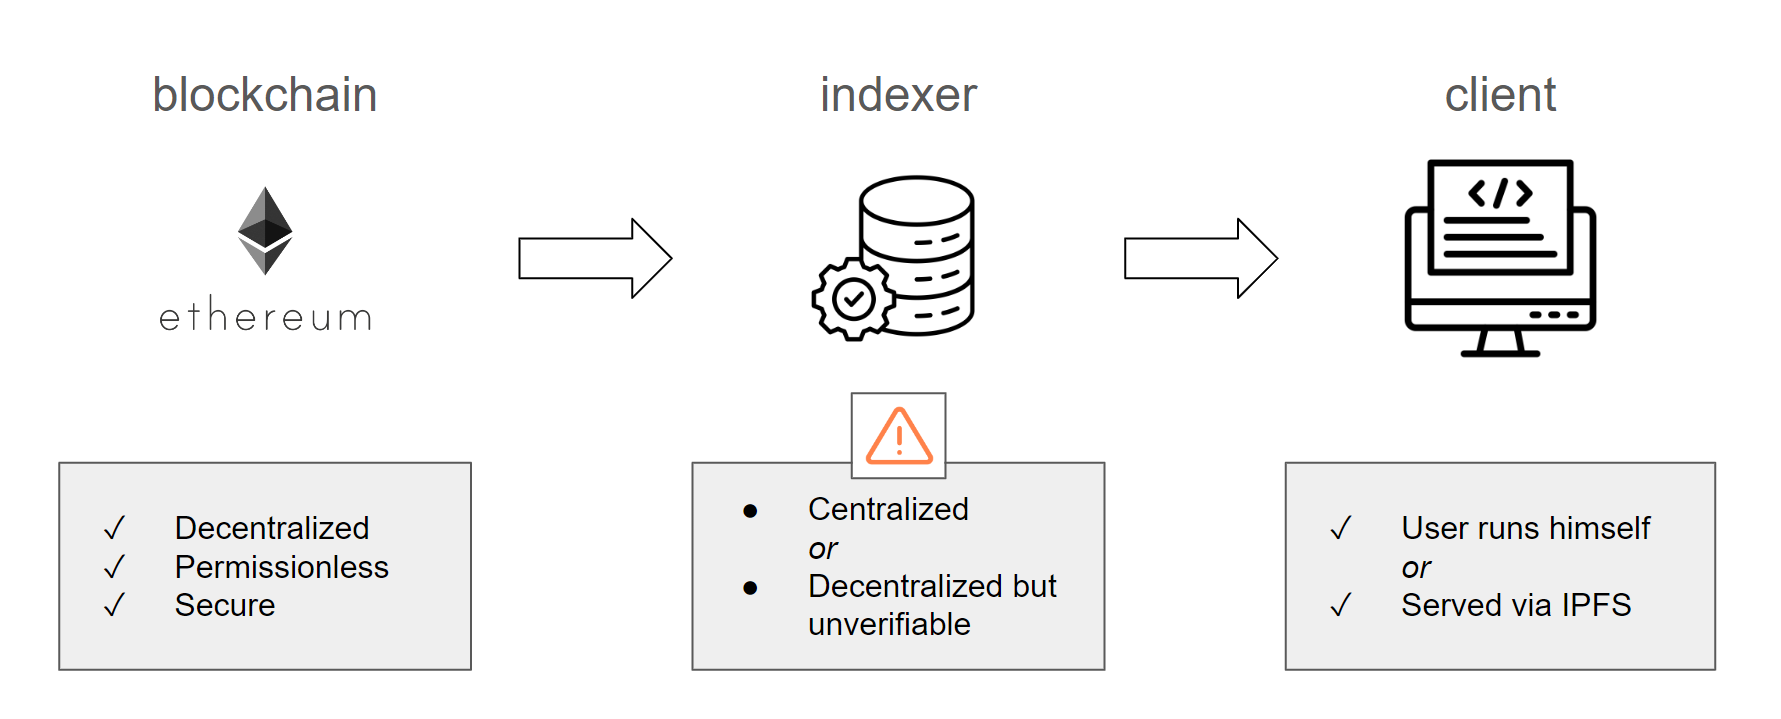 blockchain
indexer
client
</>
ethereum
✓ Decentralized
✓ Permissionless
✓ Secure
● Centralized
or
● Decentralized but
unverifiable
✓ User runs himself
or
✓ Served via IPFS